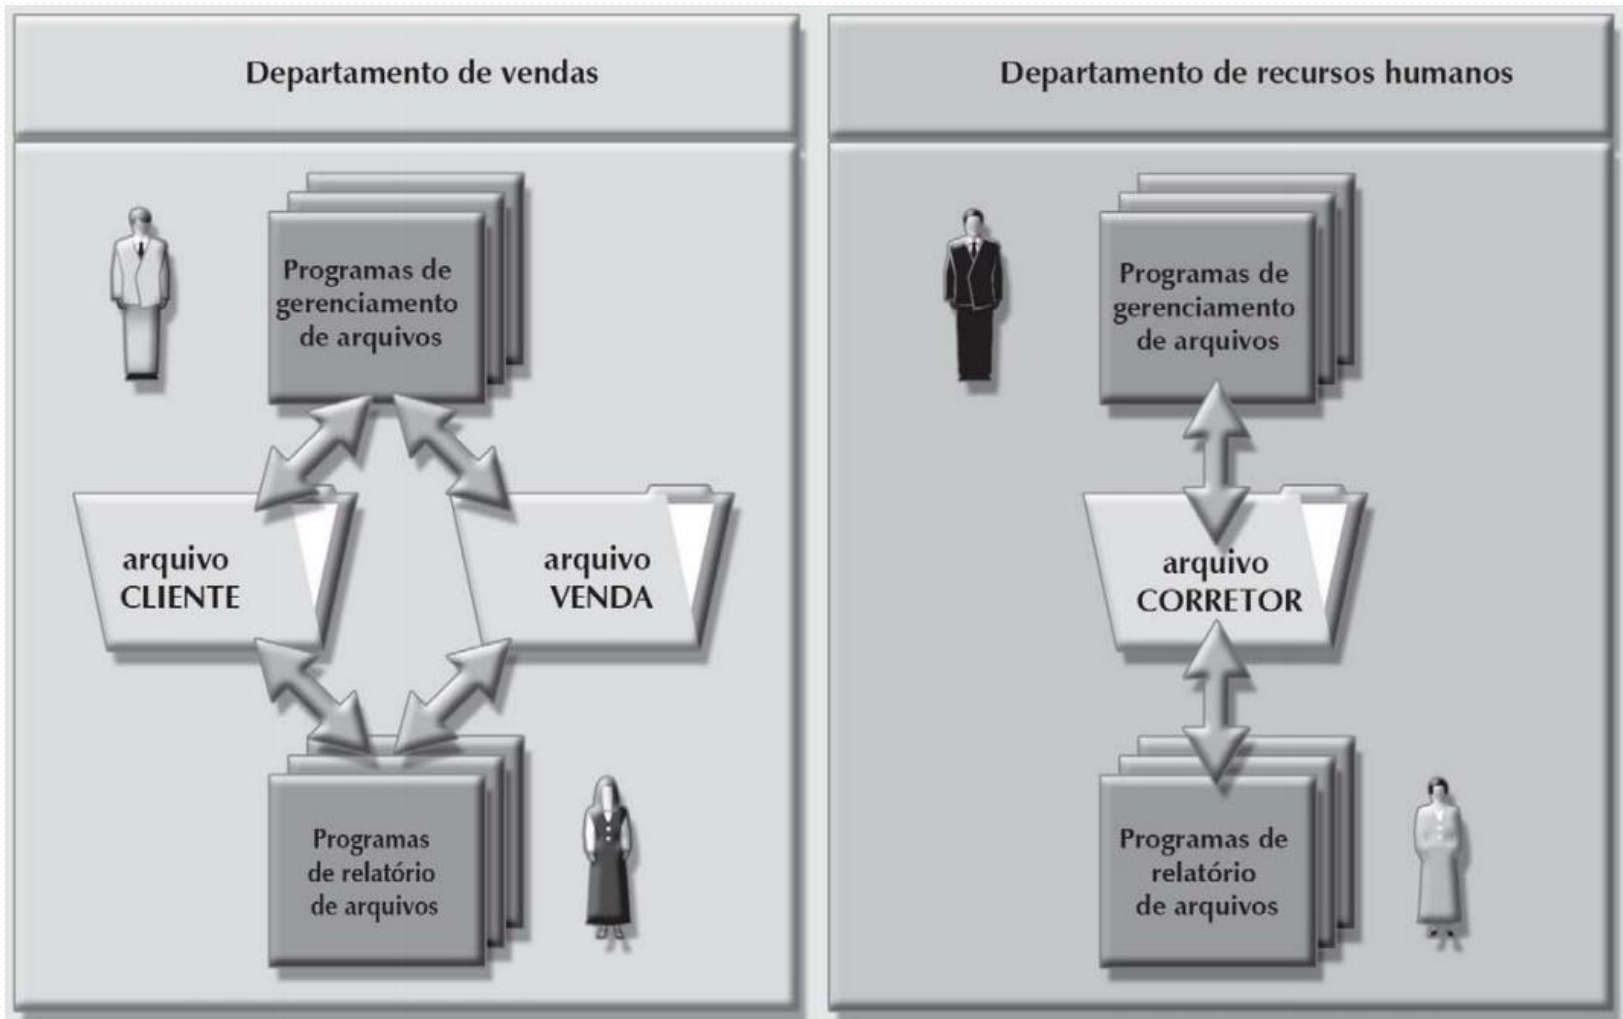 Departamento de vendas
Programas de
gerenciamento
de arquivos
arquivo
CLIENTE
arquivo
VENDA
Programas
de relatório
de arquivos
Departamento de recursos humanos
Programas de
gerenciamento
de arquivos
arquivo
CORRETOR
Programas de
relatório
de arquivos